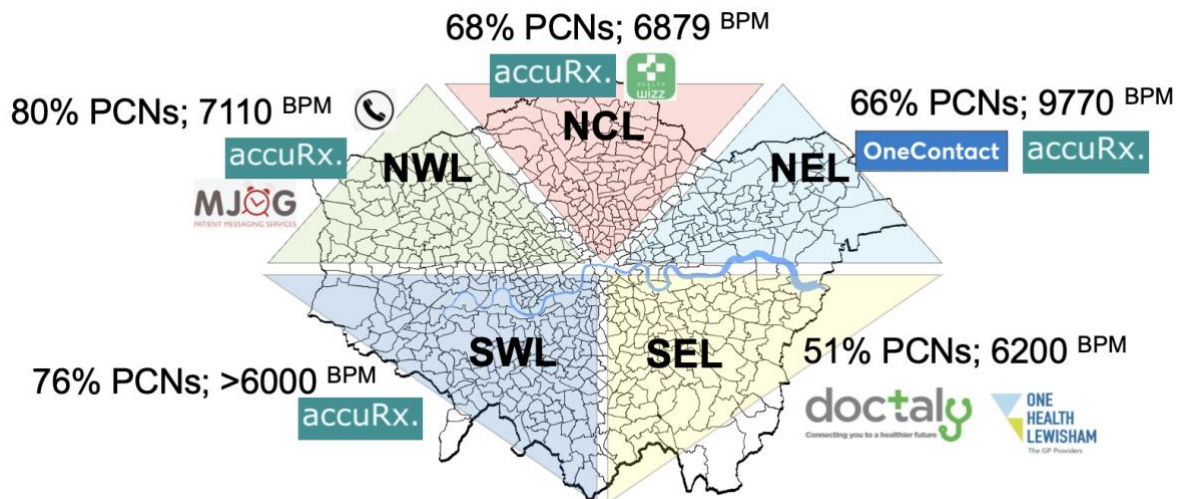 68% PCNs; 6879 BPM
accuRx.
HEALTH
wizz
80% PCNs; 7110 BPM
accuRx.
MJOG
PATIENT MESSAGING SERVICES
66% PCNs; 9770 BPM
OneContact
accuRx.
NCL
NWL
NEL
SWL
SEL
76% PCNs; >6000 BPM
accuRx.
51% PCNs; 6200 BPM
doctaly
Connecting you to a healthier future
ONE
HEALTH
LEWISHAM
The GP Providers